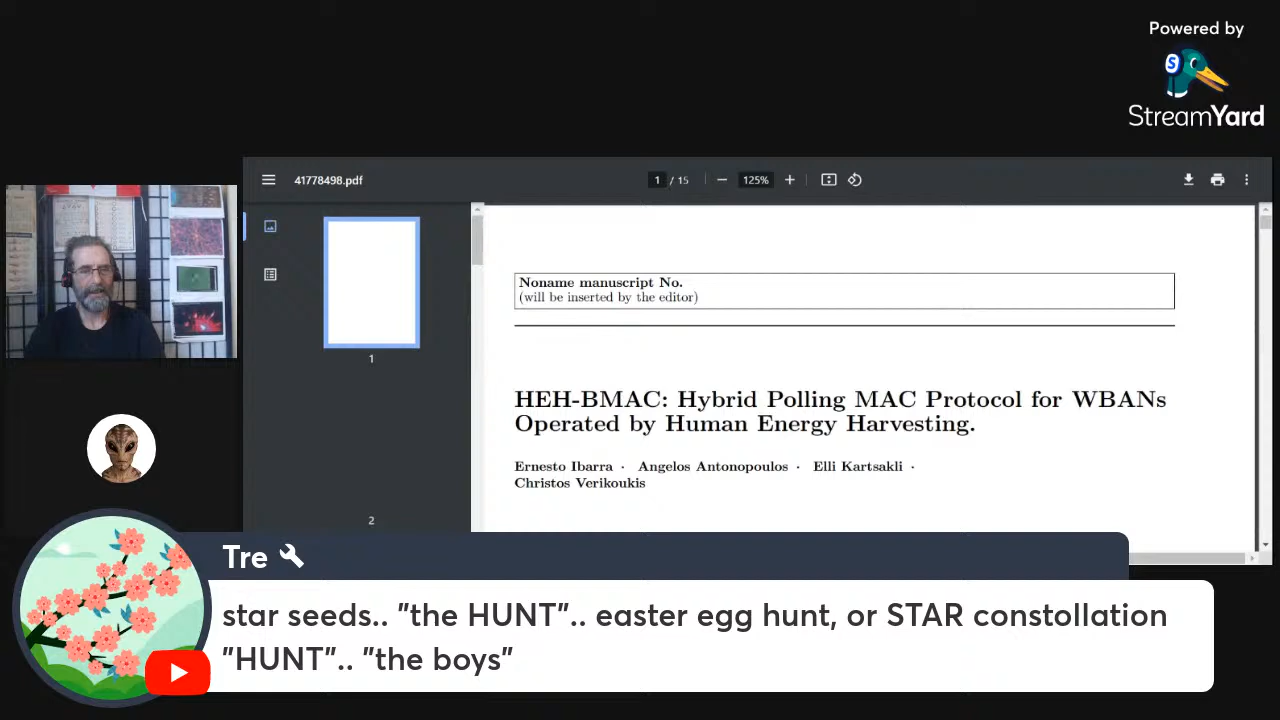 Powered by
S
StreamYard
41778498.pdf
1 / 15
125%
Noname manuscript No.
(will be inserted by the editor)
HEH-BMAC: Hybrid Polling MAC Protocol for WBANs
Operated by Human Energy Harvesting.
Ernesto Ibarra · Angelos Antonopoulos · Elli Kartsakli ·
Christos Verikoukis
1
2
Tre
star seeds.. "the HUNT".. easter egg hunt, or STAR constollation
"HUNT".. "the boys"